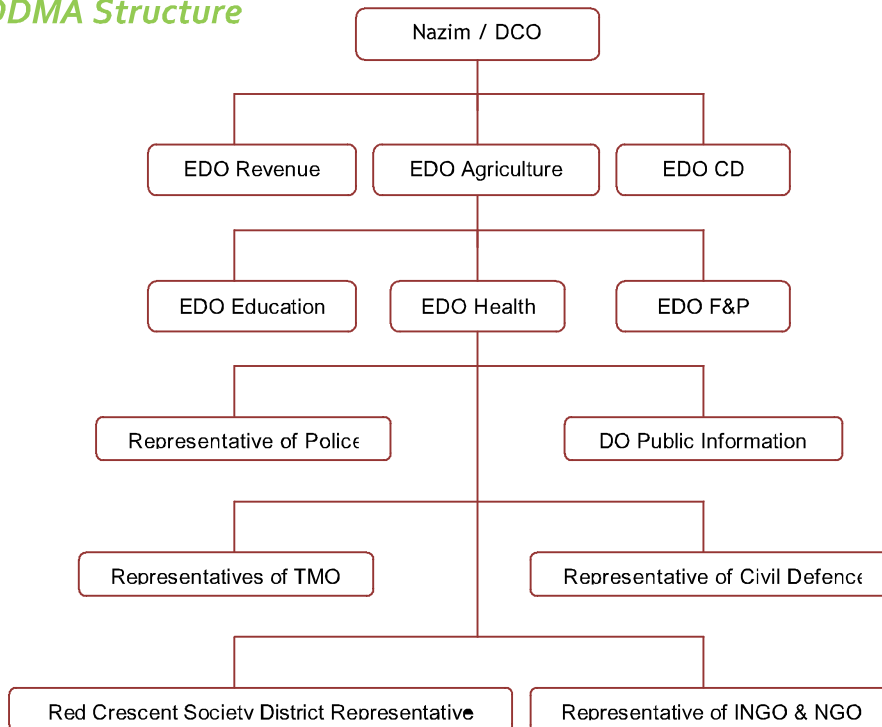 DDMA Structure
Nazim / DCO
EDO Revenue
EDO Agriculture
EDO CD
EDO Education
EDO Health
EDO F&P
Representative of Police
DO Public Information
Representatives of TMO
Representative of Civil Defence
Red Crescent Society District Representative
Representative of INGO & NGO